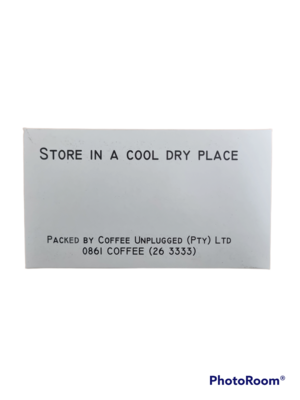 STORE IN A COOL DRY PLACE
PACKED BY COFFEE UNPLUGGED (PTY) LTD
0861 COFFEE (26 3333)
PhotoRoom®